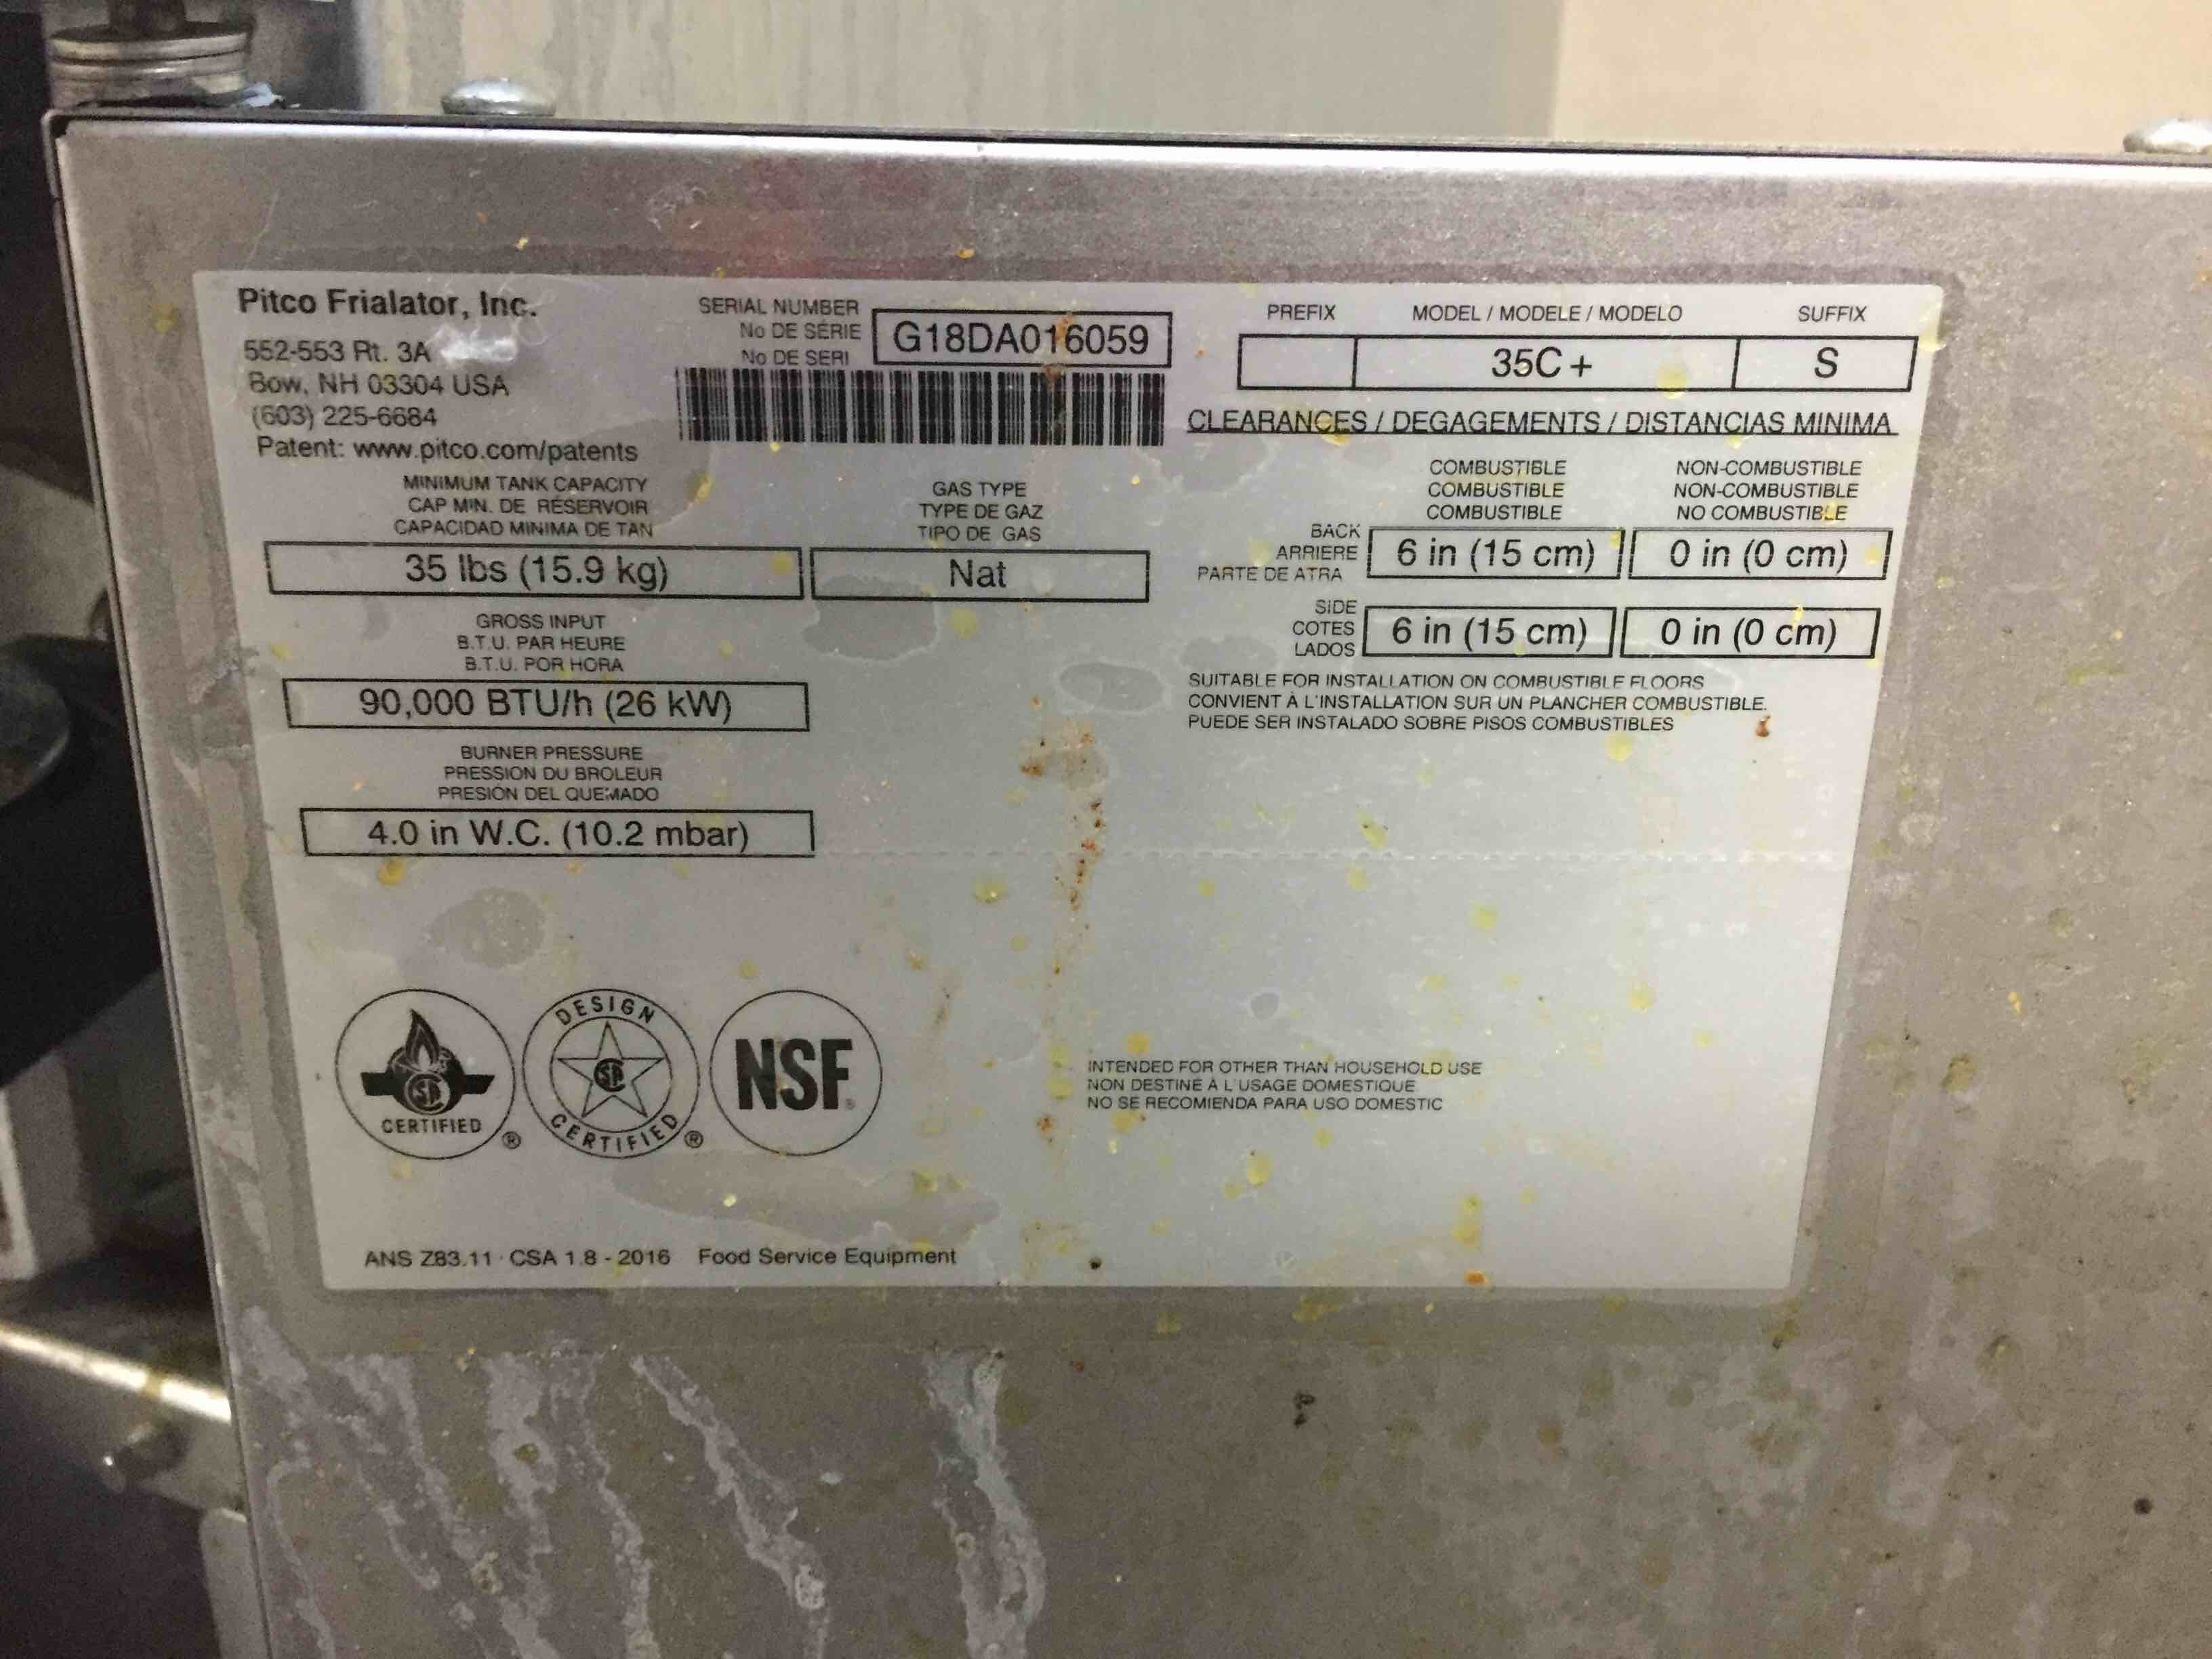 Pitco Frialator, Inc.
552-553 Rt. 3A
Bow, NH 03304 USA
(603) 225-6684
Patent: www.pitco.com/patents
SERIAL NUMBER
No DE SÉRIE
No DE SERI
G18DA016059
PREFIX
MODEL / MODELE / MODELO
SUFFIX
35C+
S
CLEARANCES / DEGAGEMENTS / DISTANCIAS MINIMA
MINIMUM TANK CAPACITY
CAP MIN. DE RÉSERVOIR
CAPACIDAD MINIMA DE TAN
35 lbs (15.9 kg)
GAS TYPE
TYPE DE GAZ
TIPO DE GAS
Nat
COMBUSTIBLE
COMBUSTIBLE
COMBUSTIBLE
NON-COMBUSTIBLE
NON-COMBUSTIBLE
NO COMBUSTIBLE
BACK
ARRIERE
PARTE DE ATRA
6 in (15 cm)
0 in (0 cm)
SIDE
COTES
LADOS
6 in (15 cm)
0 in (0 cm)
GROSS INPUT
B.T.U. PAR HEURE
B.T.U. POR HORA
90,000 BTU/h (26 kW)
SUITABLE FOR INSTALLATION ON COMBUSTIBLE FLOORS
CONVIENT À L'INSTALLATION SUR UN PLANCHER COMBUSTIBLE.
PUEDE SER INSTALADO SOBRE PISOS COMBUSTIBLES
BURNER PRESSURE
PRESSION DU BROLEUR
PRESION DEL QUEMADO
4.0 in W.C. (10.2 mbar)
CERTIFIED ®
DESIGN
CERTIFIED ®
NSF®
INTENDED FOR OTHER THAN HOUSEHOLD USE
NON DESTINE À L'USAGE DOMESTIQUE
NO SE RECOMIENDA PARA USO DOMESTIC
ANS Z83.11 · CSA 1.8 - 2016 Food Service Equipment